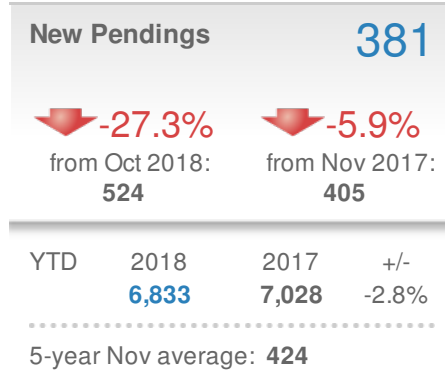 New Pendings 381
-27.3% -5.9%
from Oct 2018: from Nov 2017:
524 405
YTD 2018 2017 +/-
6,833 7,028 -2.8%
5-year Nov average: 424